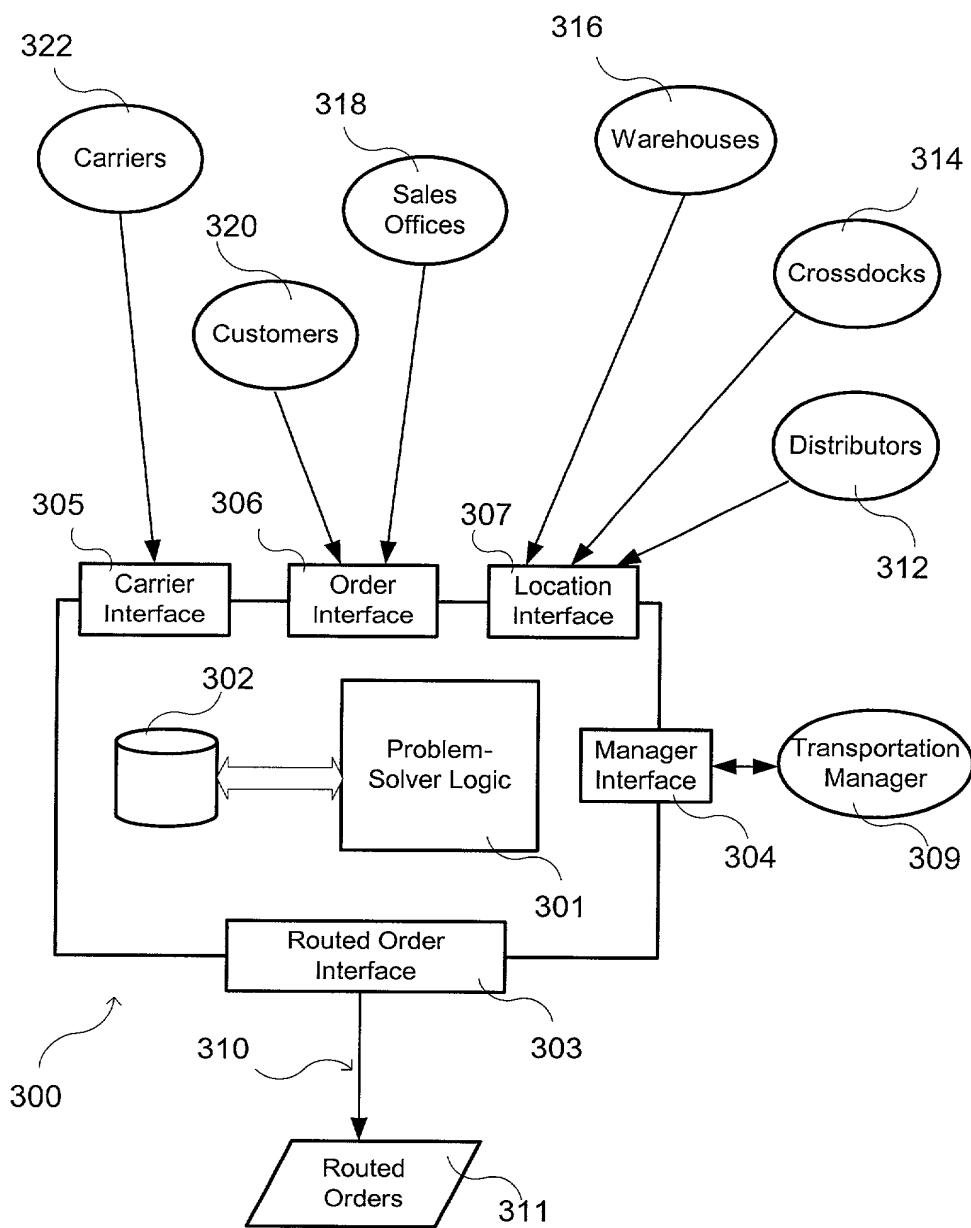 322
316
318
Carriers
Warehouses
314
Sales
Offices
320
Crossdocks
Customers
Distributors
305
306
307
312
Carrier
Interface
Order
Interface
Location
Interface
302
Problem-
Solver Logic
Manager
Interface
Transportation
Manager
304
309
301
Routed Order
Interface
310
303
300
Routed
Orders
311